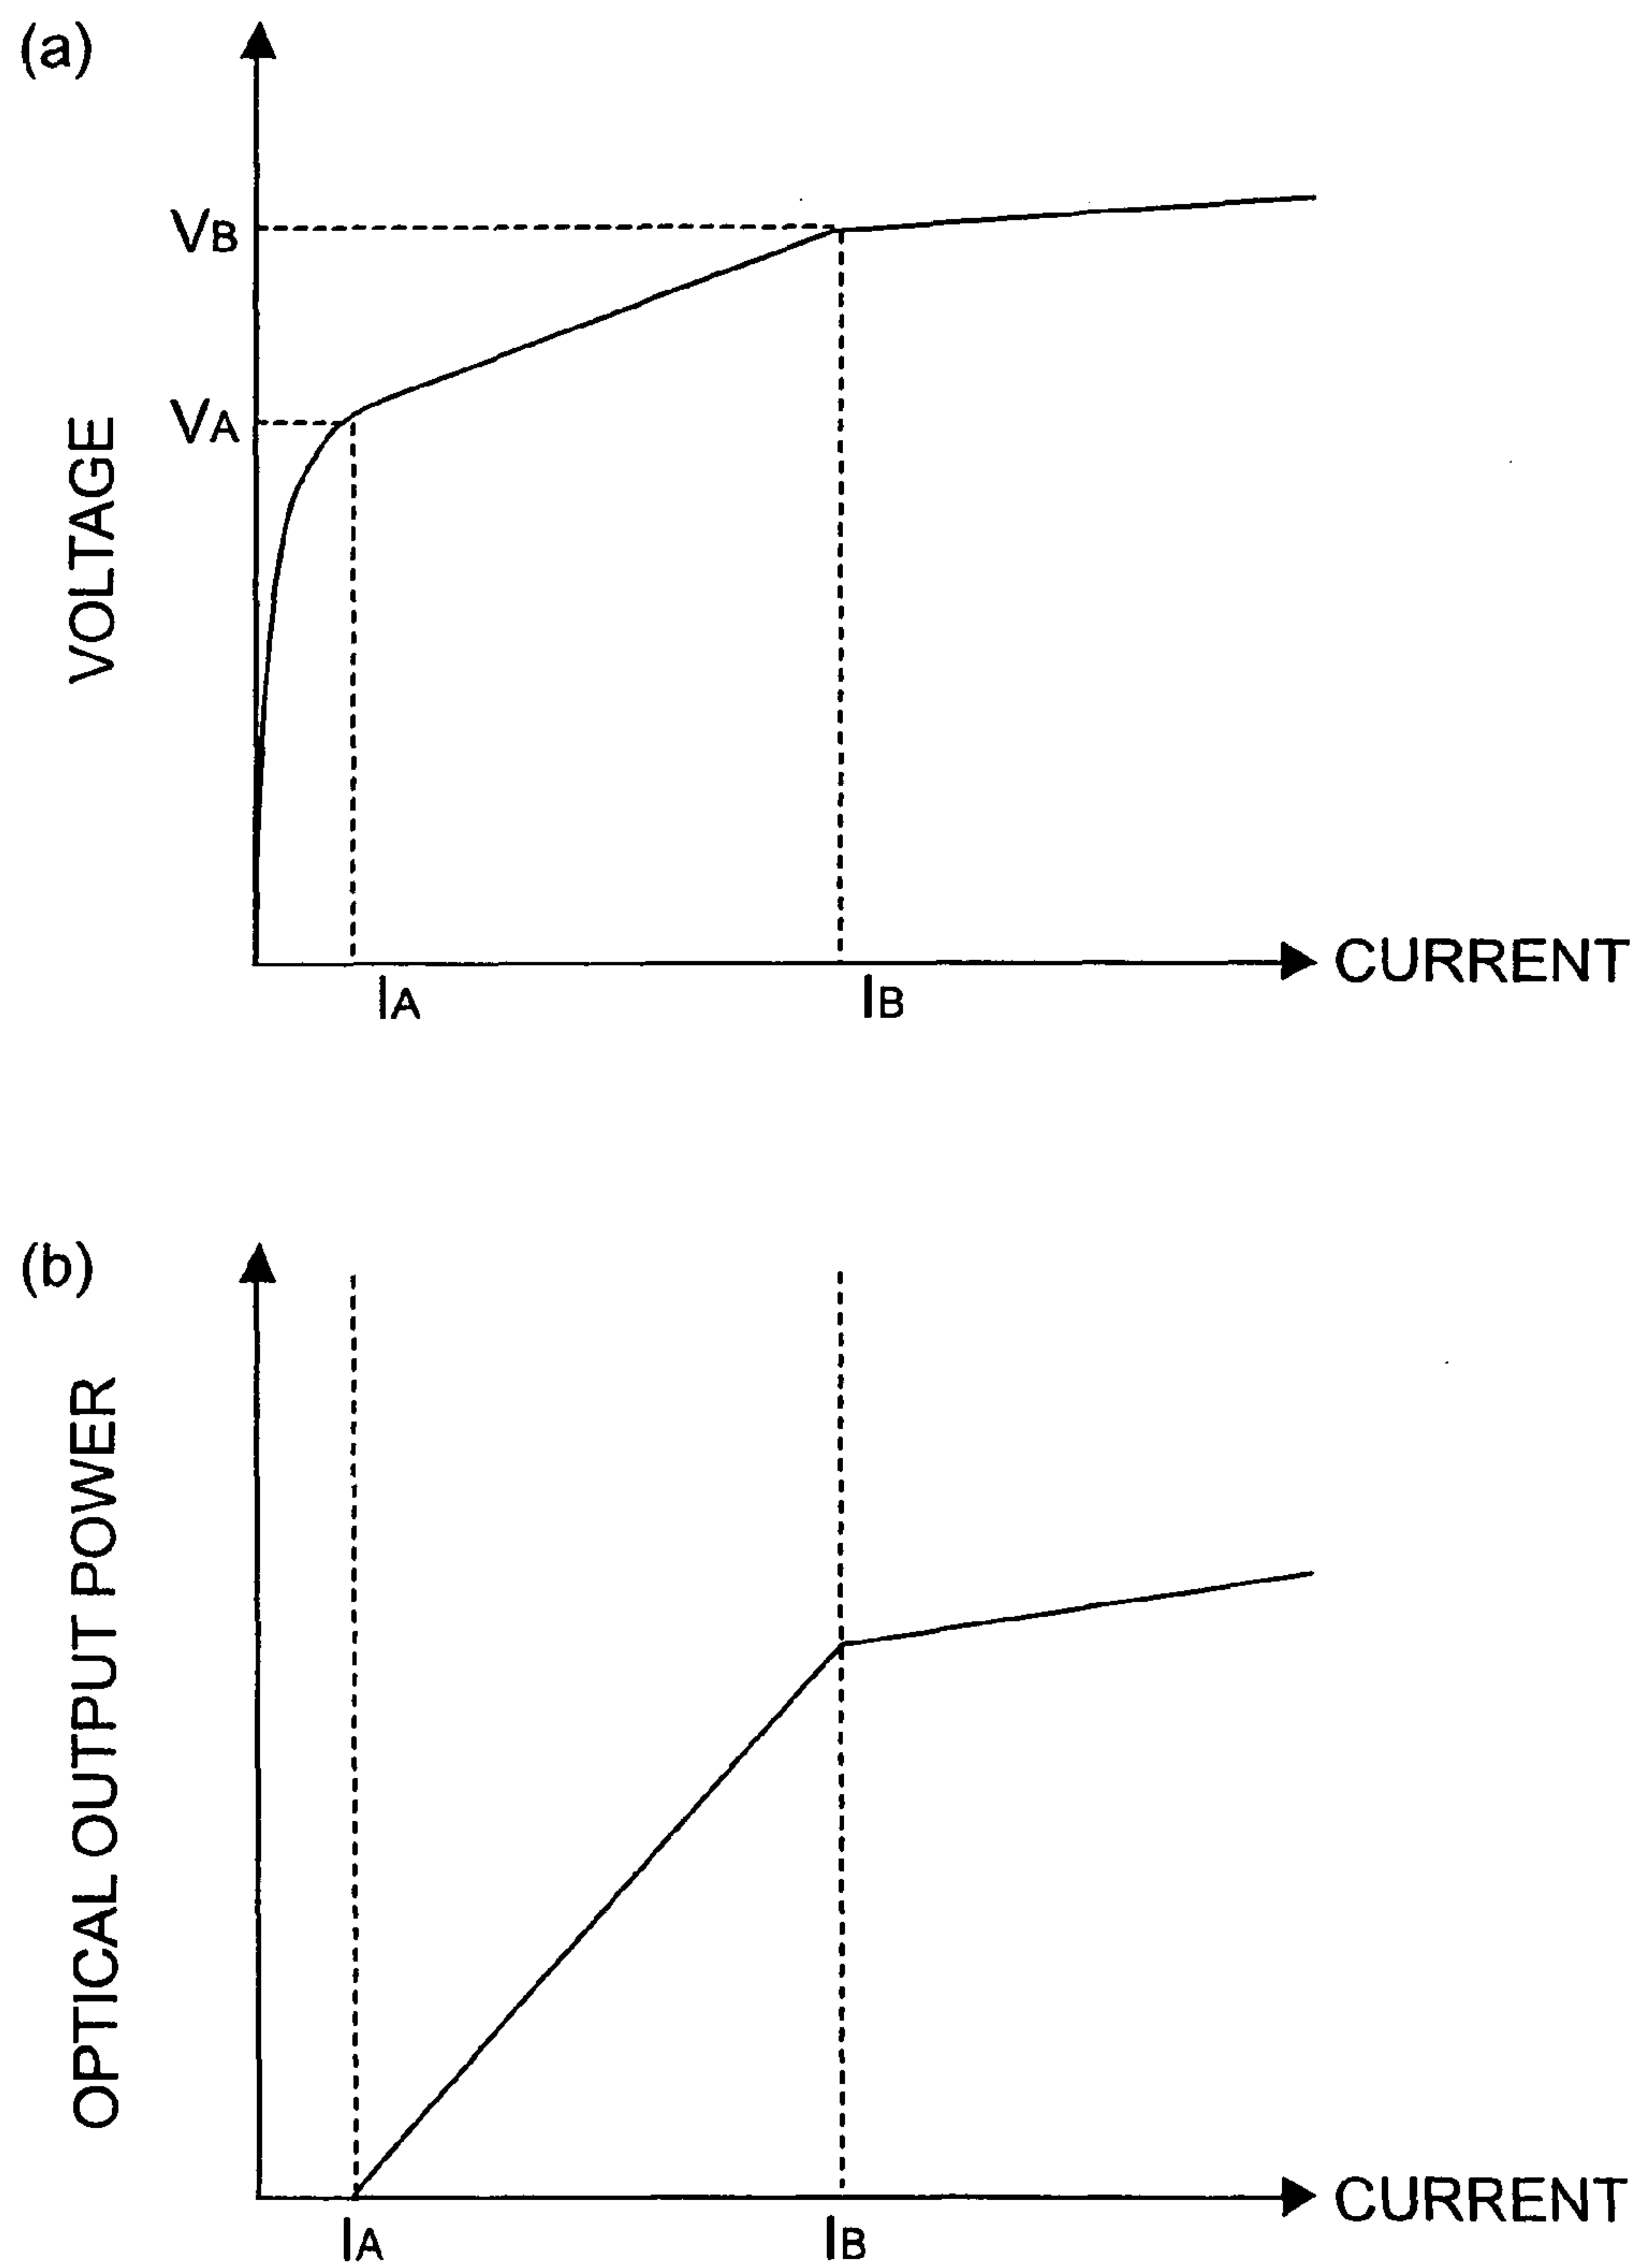 (a)
VB
VA
VOLTAGE
IA
IB
CURRENT
(b)
OPTICAL OUTPUT POWER
IA
IB
CURRENT